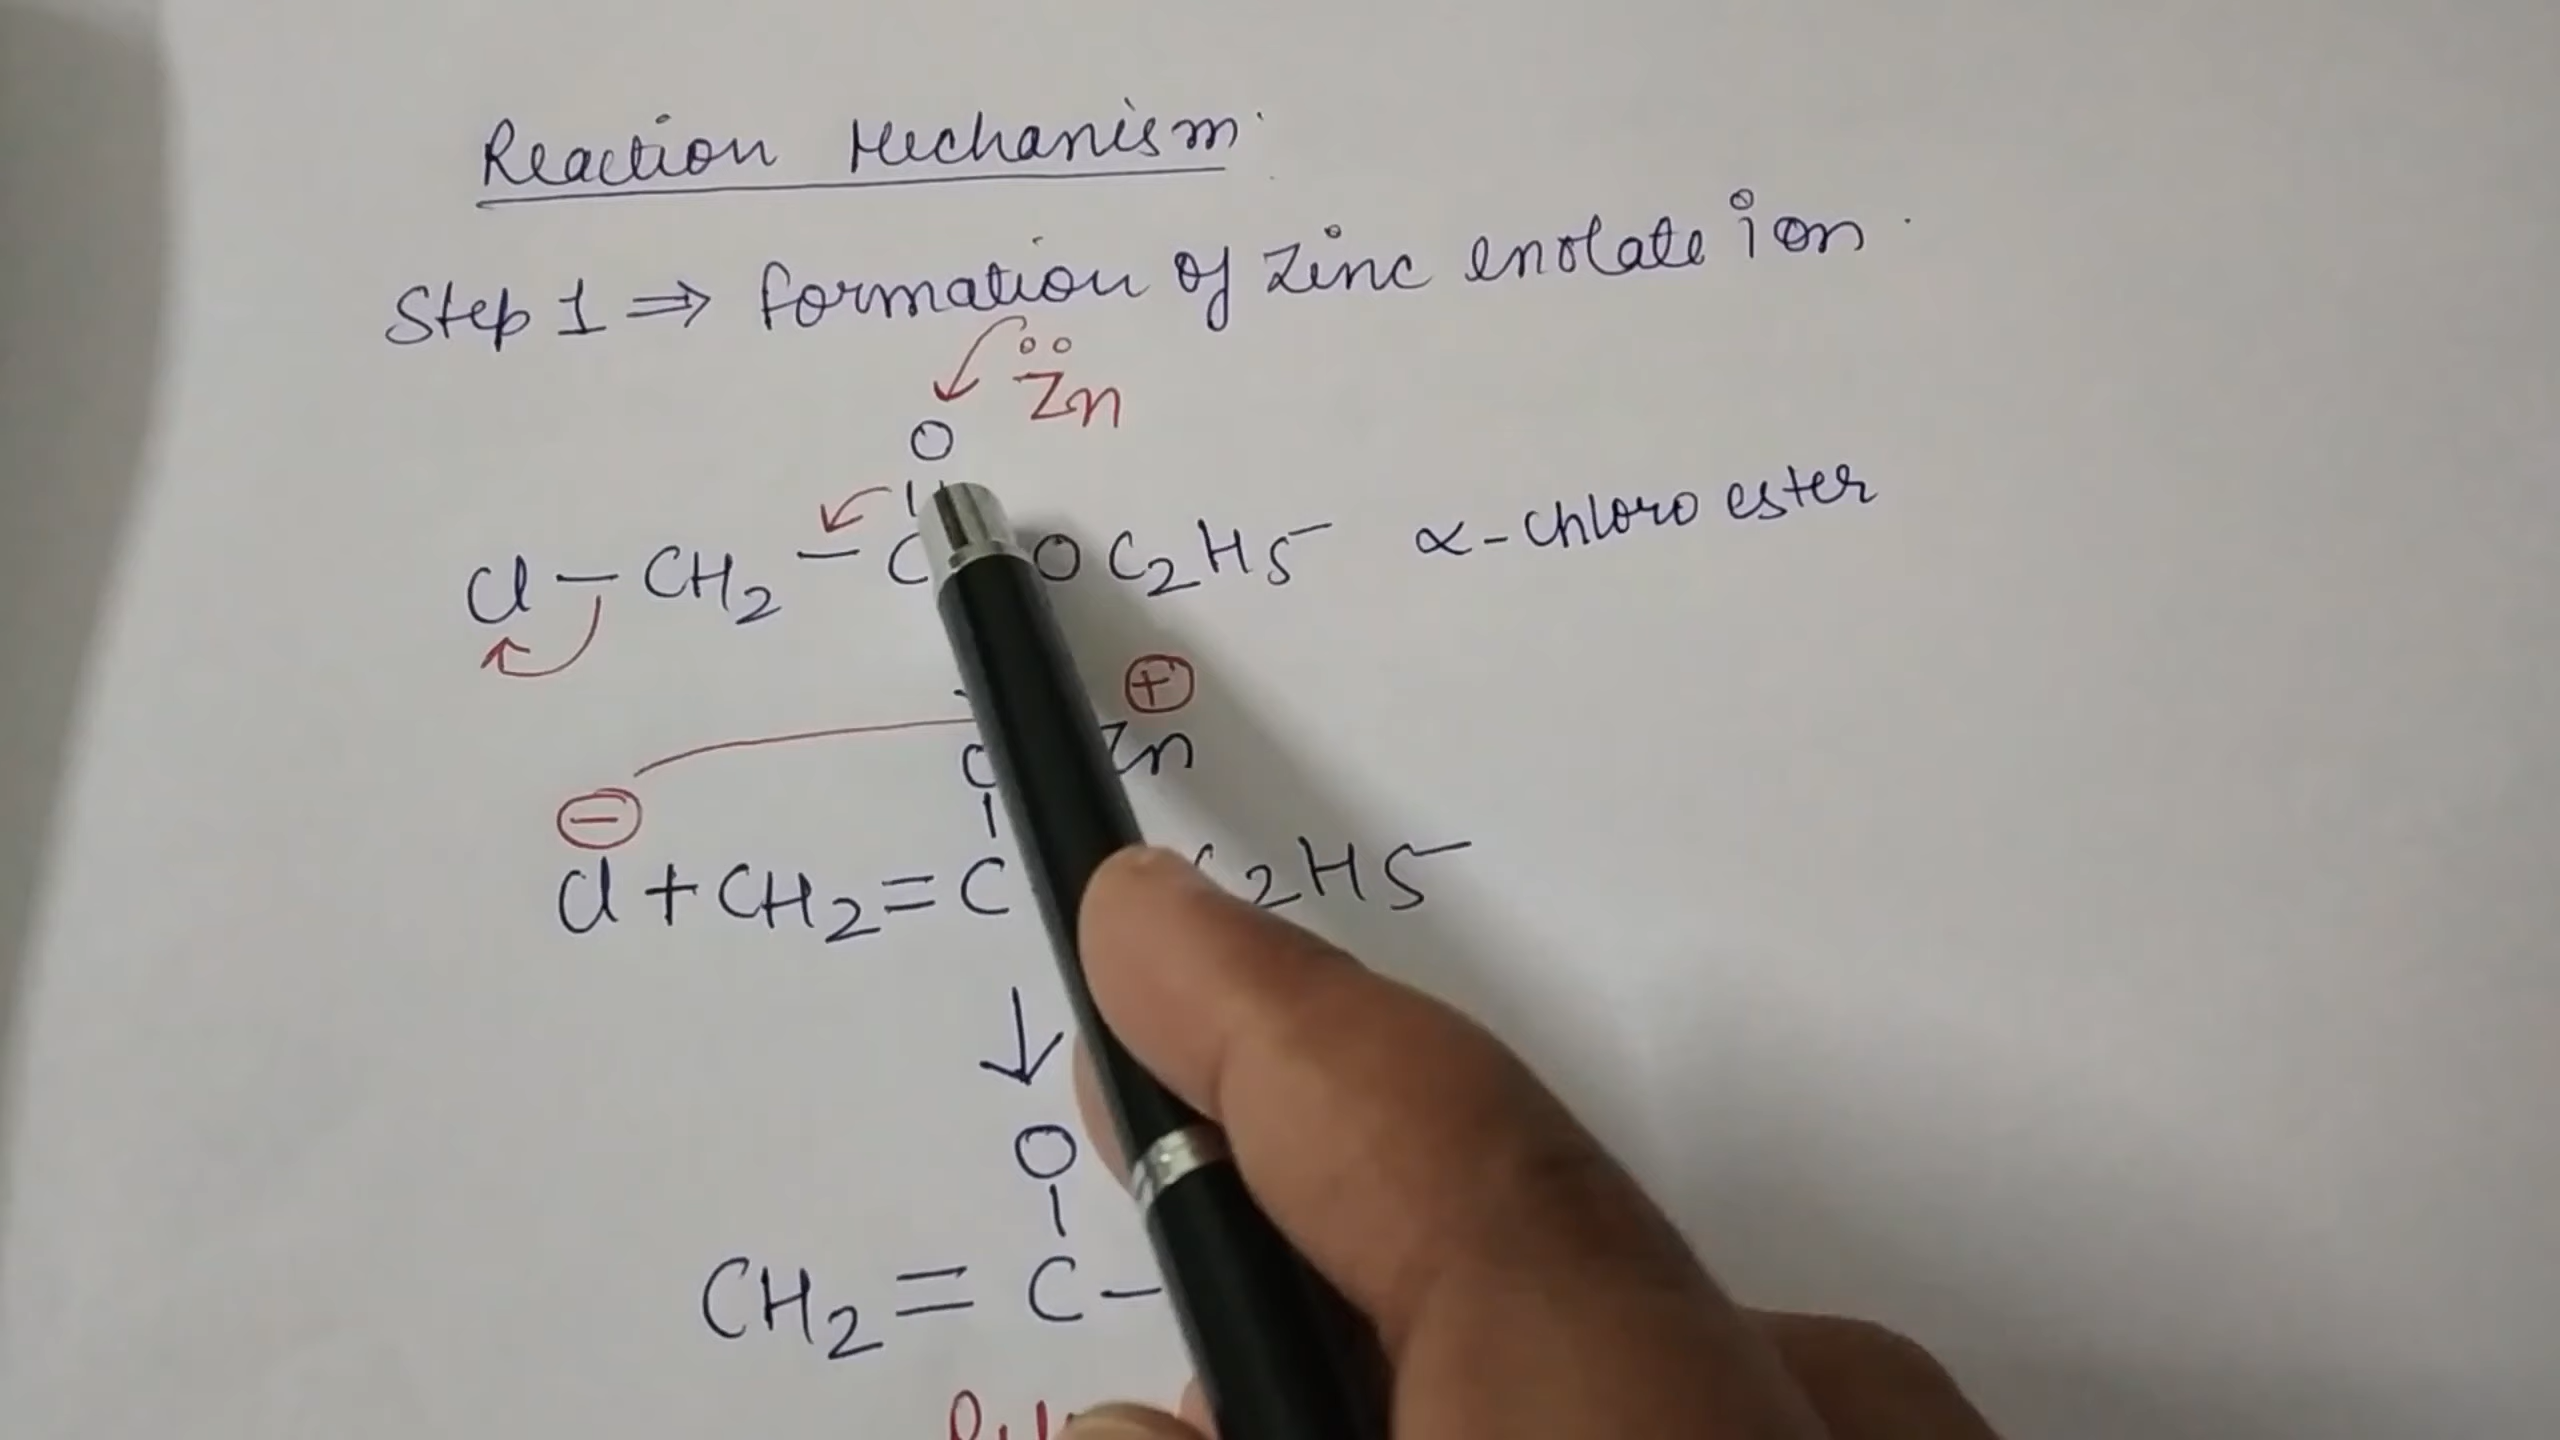 Reaction Mechanism
Step 1 ⇒ formation of zinc enolate ion.
Zn
O
Cl - CH2 - C OC2H5 α-chloro ester
+
Zn
-
Cl + CH2 = C 2H5
↓
O
CH2 = C -